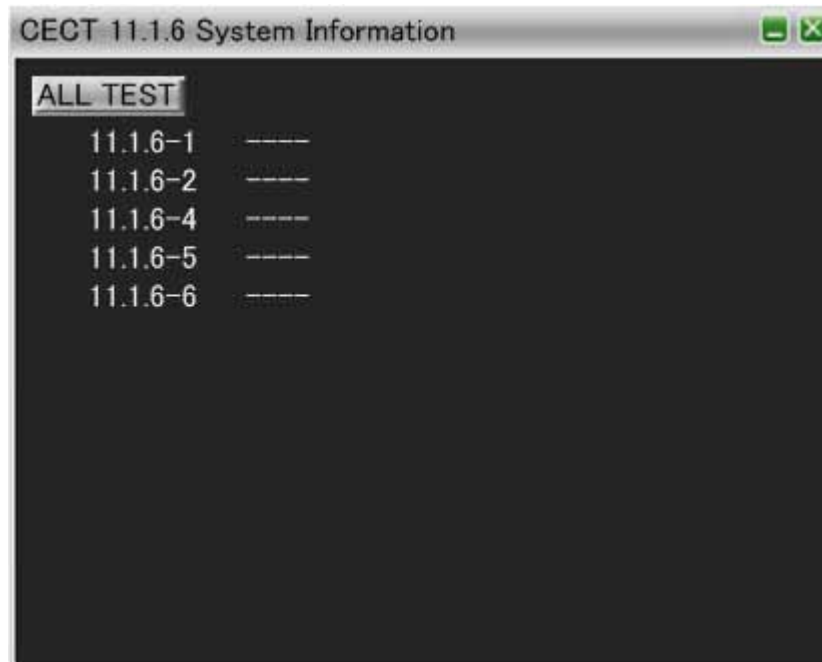 CECT 11.1.6 System Information
ALL TEST
11.1.6-1 ----
11.1.6-2 ----
11.1.6-4 ----
11.1.6-5 ----
11.1.6-6 ----